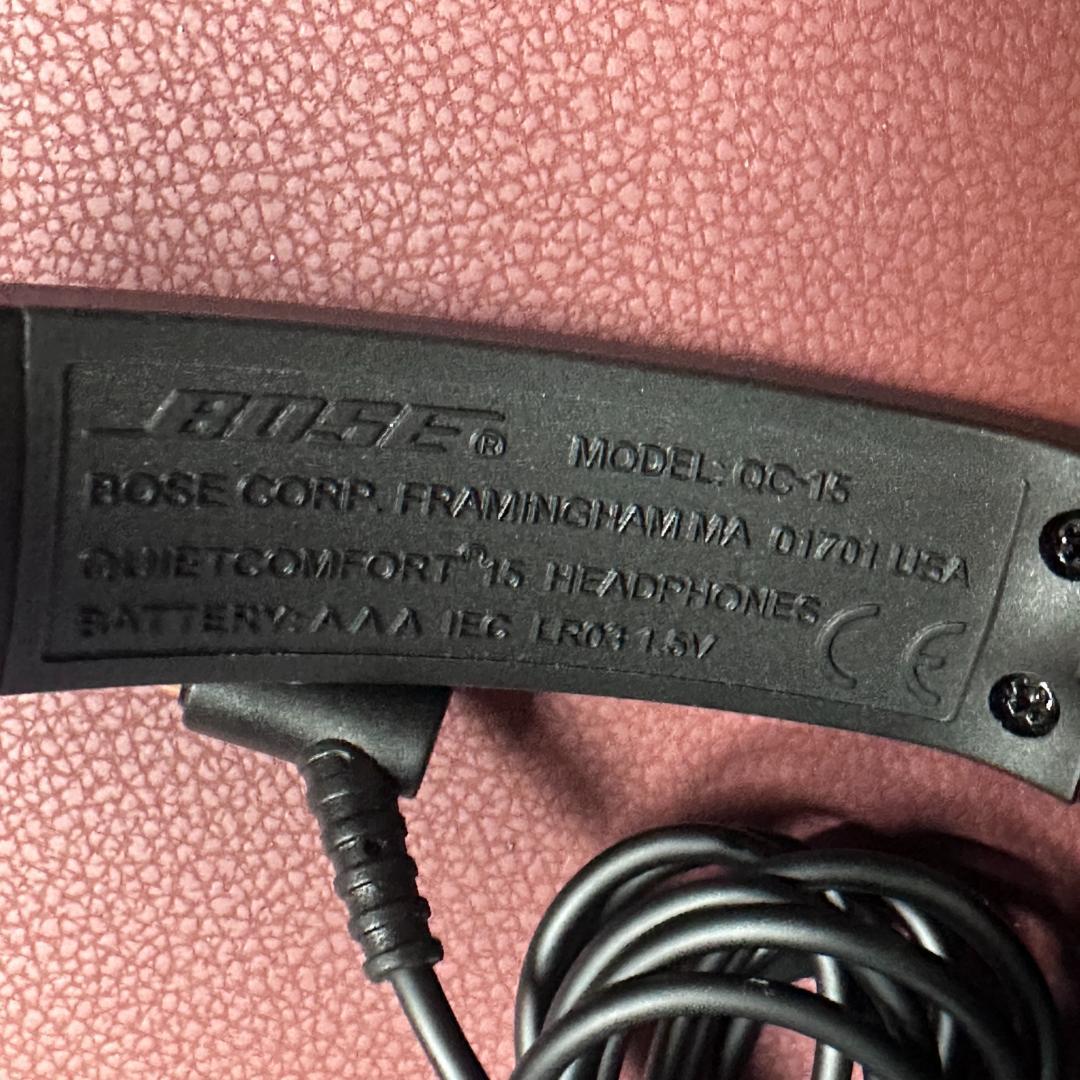 BOSE® MODEL: QC-15
BOSE CORP. FRAMINGHAM MA 01701 USA
QUIETCOMFORT® 15 HEADPHONES
BATTERY: AAA IEC LR03 1.5V CE